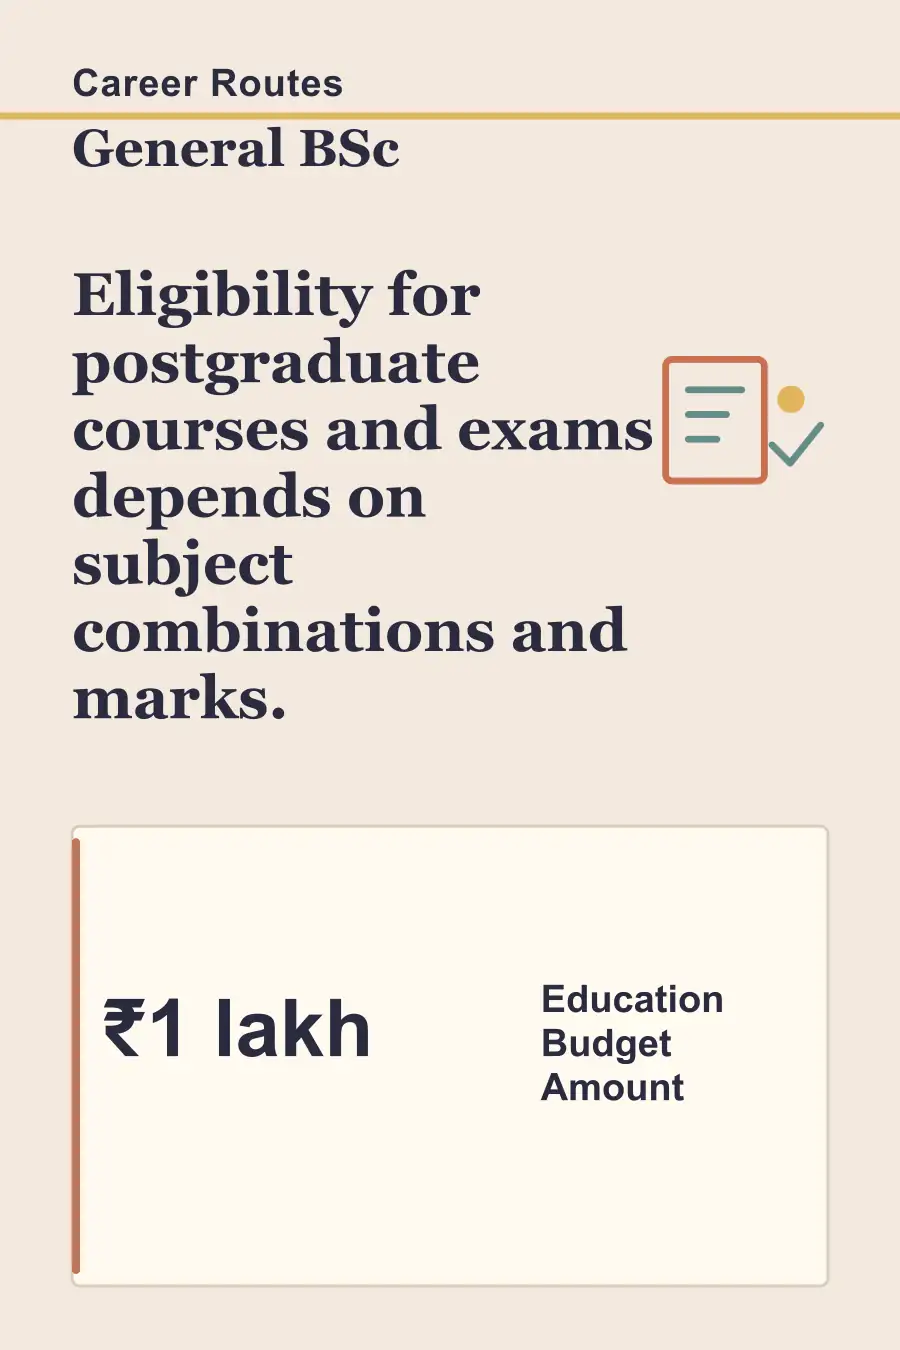 Career Routes
General BSc
Eligibility for
postgraduate
courses and exams
depends on
subject
combinations and
marks.
₹1 lakh
Education
Budget
Amount